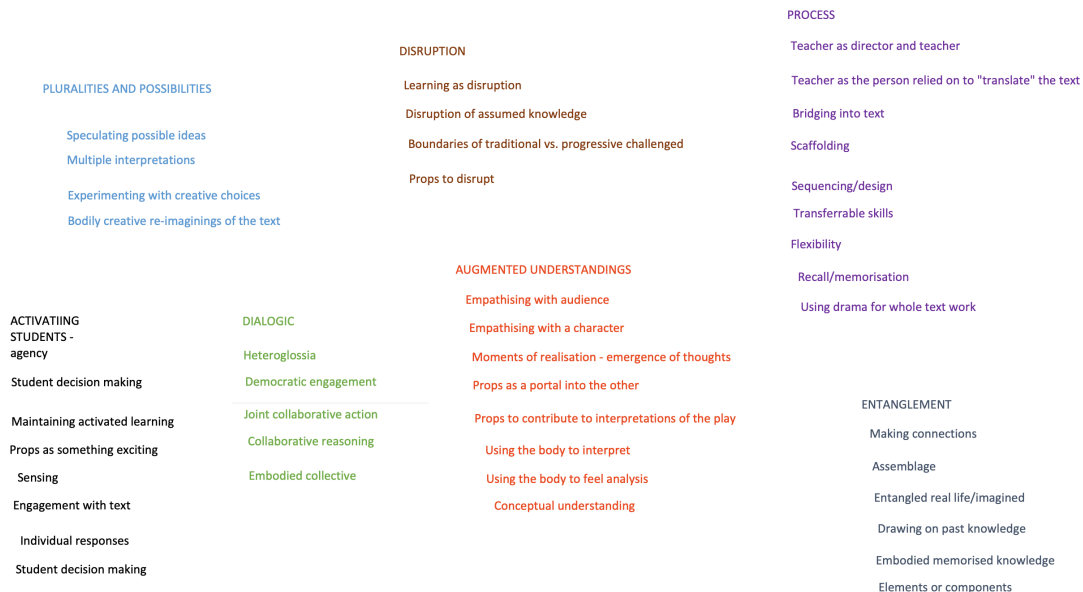 PLURALITIES AND POSSIBILITIES
Speculating possible ideas
Multiple interpretations
Experimenting with creative choices
Bodily creative re-imaginings of the text
DISRUPTION
Learning as disruption
Disruption of assumed knowledge
Boundaries of traditional vs. progressive challenged
Props to disrupt
PROCESS
Teacher as director and teacher
Teacher as the person relied on to "translate" the text
Bridging into text
Scaffolding
Sequencing/design
Transferrable skills
Flexibility
Recall/memorisation
Using drama for whole text work
ACTIVATIING
STUDENTS -
agency
Student decision making
Maintaining activated learning
Props as something exciting
Sensing
Engagement with text
Individual responses
Student decision making
DIALOGIC
Heteroglossia
Democratic engagement
Joint collaborative action
Collaborative reasoning
Embodied collective
AUGMENTED UNDERSTANDINGS
Empathising with audience
Empathising with a character
Moments of realisation - emergence of thoughts
Props as a portal into the other
Props to contribute to interpretations of the play
Using the body to interpret
Using the body to feel analysis
Conceptual understanding
ENTANGLEMENT
Making connections
Assemblage
Entangled real life/imagined
Drawing on past knowledge
Embodied memorised knowledge
Elements or components